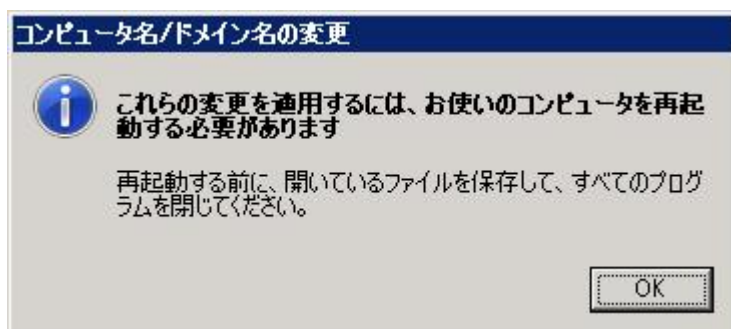 コンピュータ名/ドメイン名の変更
これらの変更を適用するには、お使いのコンピュータを再起
動する必要があります
再起動する前に、開いているファイルを保存して、すべてのプログ
ラムを閉じてください。
OK